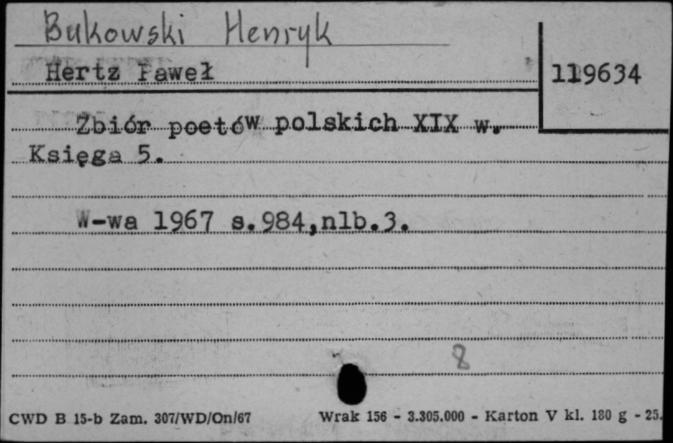 Bukowski Henryk
Hertz Paweł
119634
Zbiór poetów polskich XIX w.
Księga 5.
W-wa 1967 s.984,nlb.3.
8
CWD B 15-b Zam. 307/WD/On/67 Wrak 156 - 3.305.000 - Karton V kl. 180 g - 25.